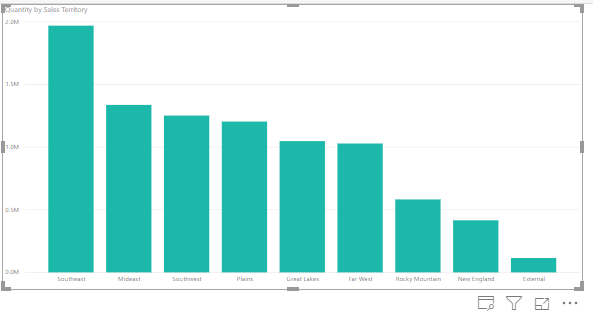 Quantity by Sales Territory
2.0M
1.5M
1.0M
0.5M
0.0M
Southeast Mideast Southwest Plains Great Lakes Far West Rocky Mountain New England External